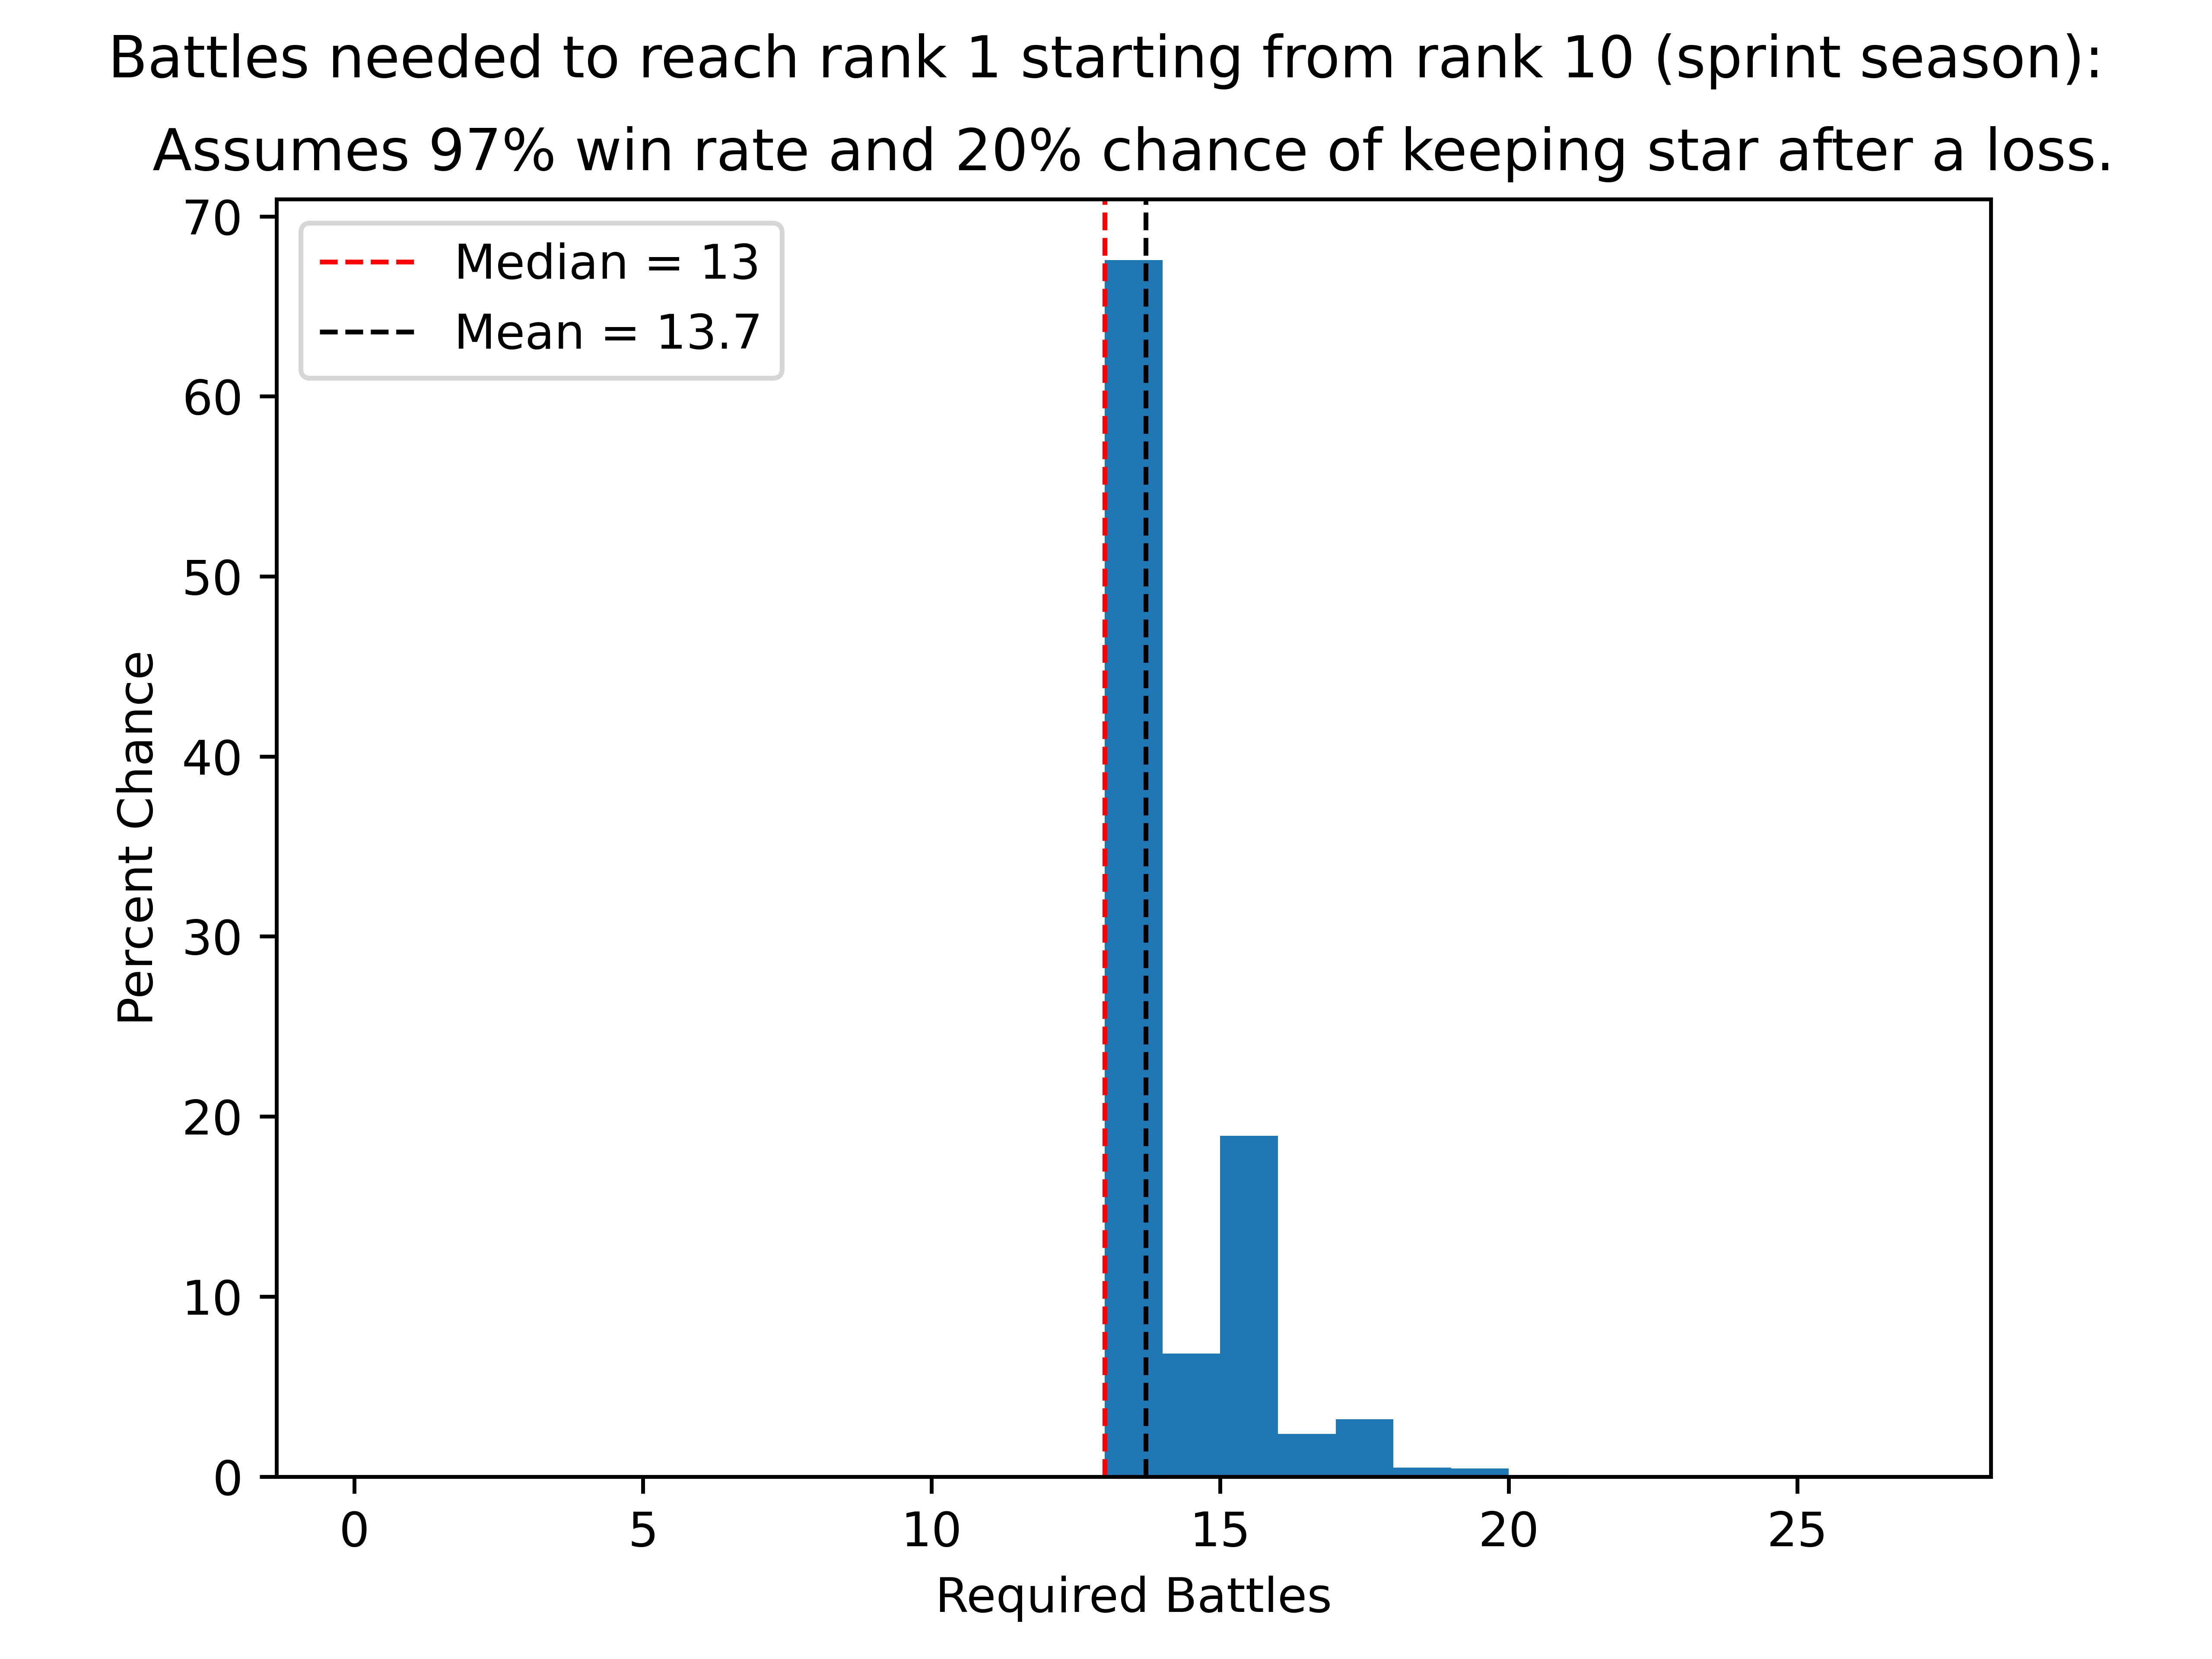 Battles needed to reach rank 1 starting from rank 10 (sprint season):
Assumes 97% win rate and 20% chance of keeping star after a loss.
Median = 13
Mean = 13.7
70
60
50
40
30
20
10
0
Percent Chance
0 5 10 15 20 25
Required Battles